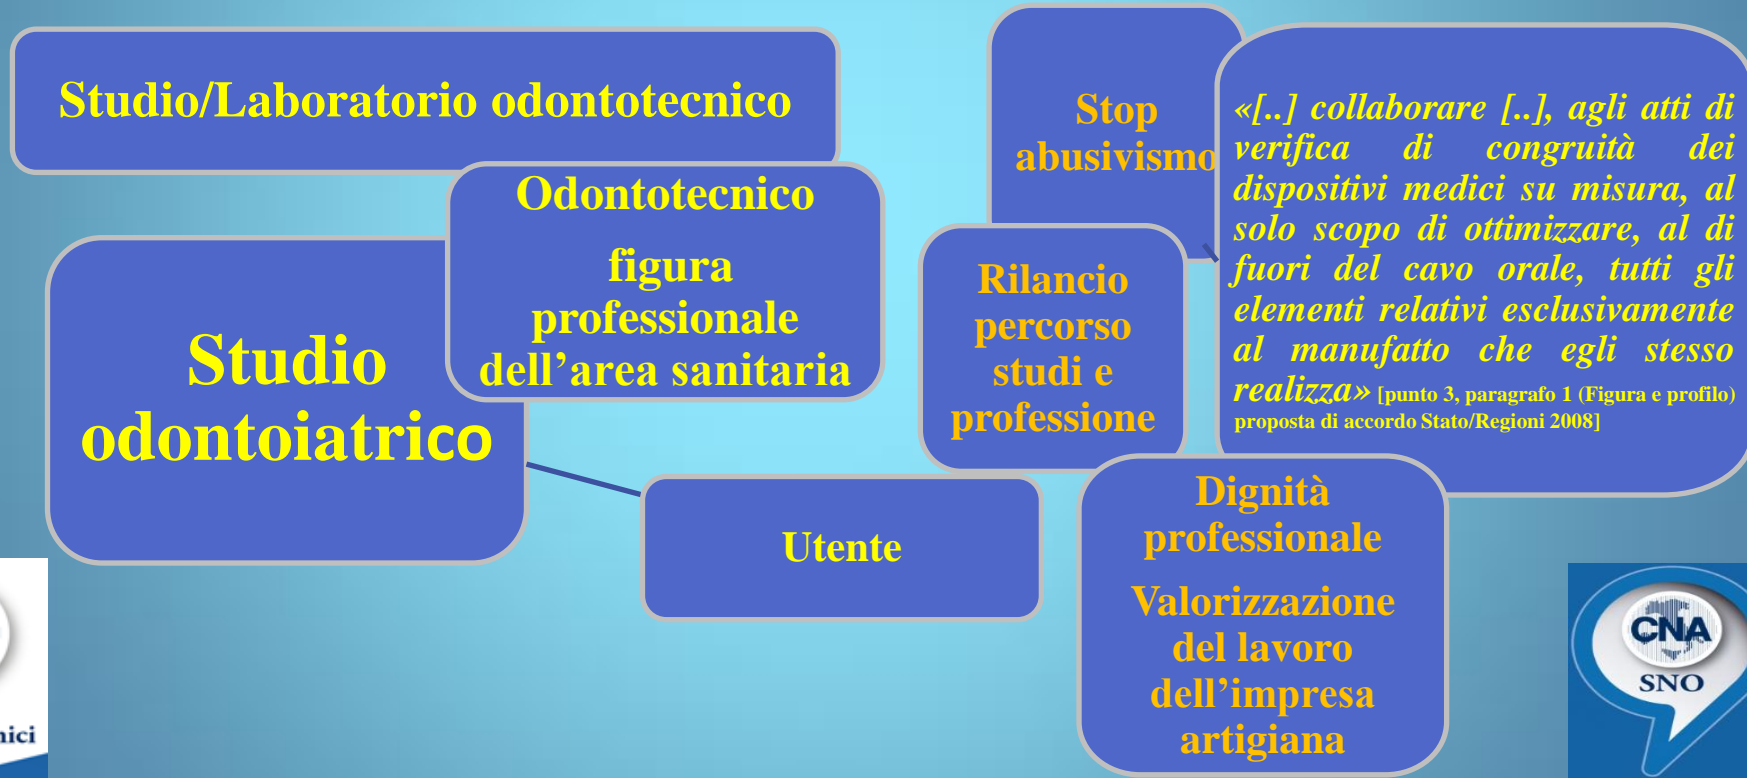 Studio/Laboratorio odontotecnico
Odontotecnico
figura
professionale
dell’area sanitaria
Studio
odontoiatrico
Utente
Stop
abusivismo
Rilancio
percorso
studi e
professione
«[..] collaborare [..], agli atti di
verifica di congruità dei
dispositivi medici su misura, al
solo scopo di ottimizzare, al di
fuori del cavo orale, tutti gli
elementi relativi esclusivamente
al manufatto che egli stesso
realizza» [punto 3, paragrafo 1 (Figura e profilo)
proposta di accordo Stato/Regioni 2008]
Dignità
professionale
Valorizzazione
del lavoro
dell’impresa
artigiana
nici
CNA
SNO